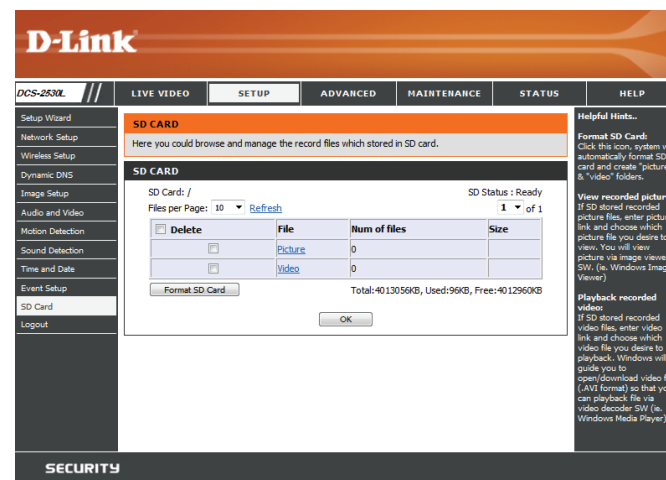 D-Link
DCS-2530L
LIVE VIDEO
SETUP
ADVANCED
MAINTENANCE
STATUS
HELP
Setup Wizard
Network Setup
Wireless Setup
Dynamic DNS
Image Setup
Audio and Video
Motion Detection
Sound Detection
Time and Date
Event Setup
SD Card
Logout
SD CARD
Here you could browse and manage the record files which stored in SD card.
SD CARD
SD Card: / SD Status : Ready
Files per Page: 10 Refresh 1 of 1
Delete File Num of files Size
Picture 0
Video 0
Format SD Card Total:4013056KB, Used:96KB, Free:4012960KB
OK
Helpful Hints..
Format SD Card:
Click this icon, system
automatically format SD
card and create "picture
& "video" folders.
View recorded
If SD stored recorded
picture files, enter
link and choose which
picture file you desire to
view. You will view
picture via image
SW. (ie. Windows
Viewer)
Playback recorded
video:
If SD stored recorded
video files, enter video
link and choose which
video file you desire to
playback. Windows will
guide you to
open/download video
(.AVI format) so that
can playback file via
video decoder SW (ie.
Windows Media Player)
SECURITY